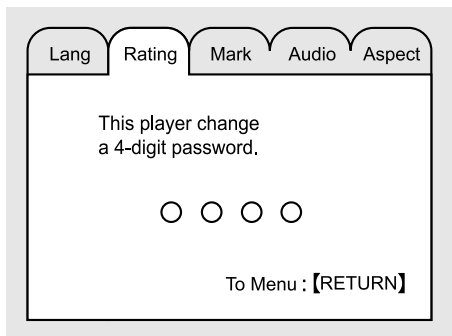 Lang Rating Mark Audio Aspect
This player change
a 4-digit password.
To Menu :【RETURN】